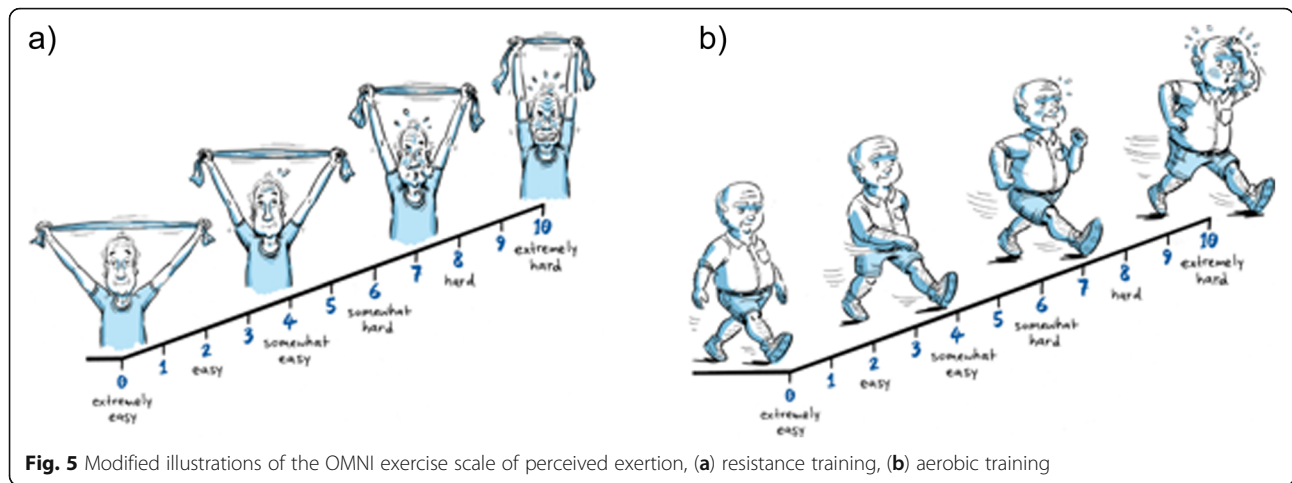 a)
0
extremely
easy
1
2
easy
3
4
somewhat
easy
5
6
somewhat
hard
7
8
hard
9
10
extremely
hard
b)
0
extremely
easy
1
2
easy
3
4
somewhat
easy
5
6
somewhat
hard
7
8
hard
9
10
extremely
hard
Fig. 5 Modified illustrations of the OMNI exercise scale of perceived exertion, (a) resistance training, (b) aerobic training